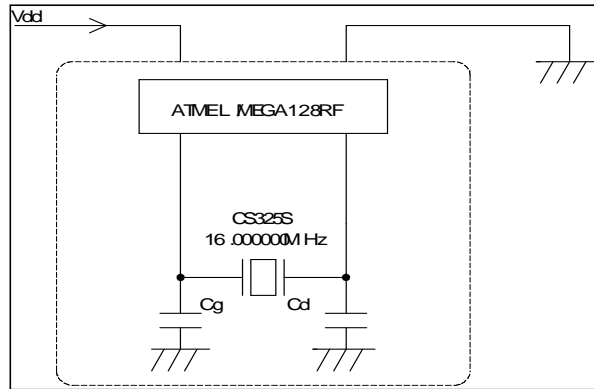 Vdd
ATMEL MEGA128RF
CS325S
16.000000MHz
Cg
Cd